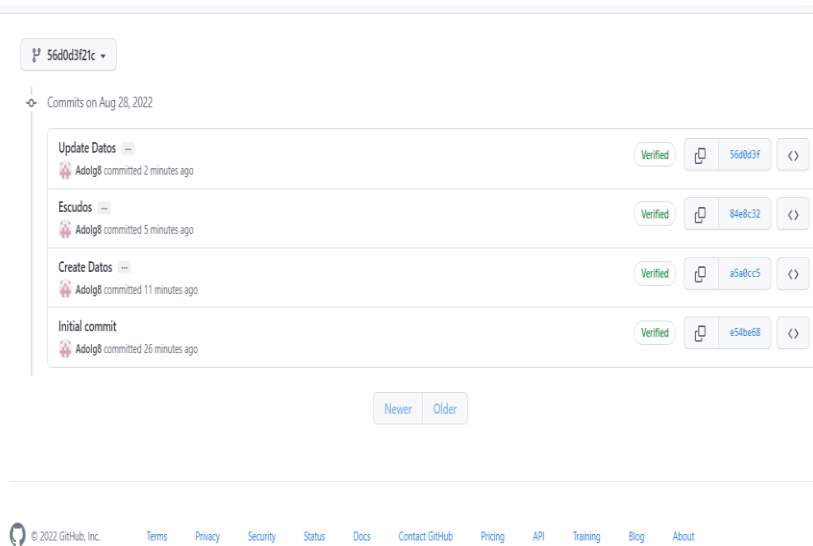 56d0d3f21c
Commits on Aug 28, 2022
Update Datos ...
Verified 56d0d3f <>
Adolg8 committed 2 minutes ago
Escudos ...
Verified 84e8c32 <>
Adolg8 committed 5 minutes ago
Create Datos ...
Verified a5a0cc5 <>
Adolg8 committed 11 minutes ago
Initial commit
Verified e54be68 <>
Adolg8 committed 26 minutes ago
Newer Older
© 2022 GitHub, Inc. Terms Privacy Security Status Docs Contact GitHub Pricing API Training Blog About